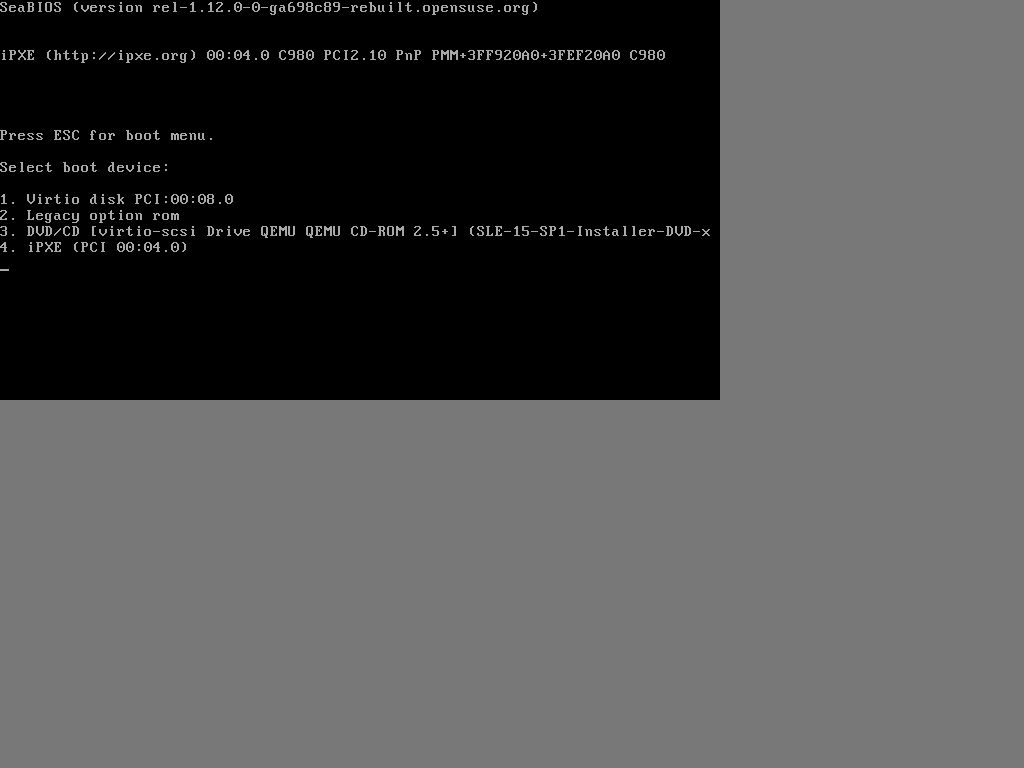 SeaBIOS (version rel-1.12.0-0-ga698c89-rebuilt.opensuse.org)
iPXE (http://ipxe.org) 00:04.0 C980 PCI2.10 PnP PMM+3FF920A0+3FEF20A0 C980
Press ESC for boot menu.
Select boot device:
1. Virtio disk PCI:00:08.0
2. Legacy option rom
3. DVD/CD [virtio-scsi Drive QEMU QEMU CD-ROM 2.5+] (SLE-15-SP1-Installer-DVD-x
4. iPXE (PCI 00:04.0)